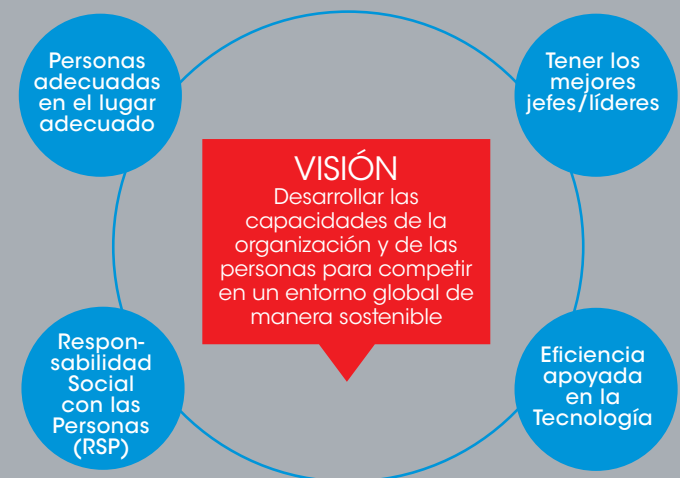 Personas
adecuadas
en el lugar
adecuado
Tener los
mejores
jefes/líderes
VISIÓN
Desarrollar las
capacidades de la
organización y de las
personas para competir
en un entorno global de
manera sostenible
Respon-
sabilidad
Social
con las
Personas
(RSP)
Eficiencia
apoyada
en la
Tecnología